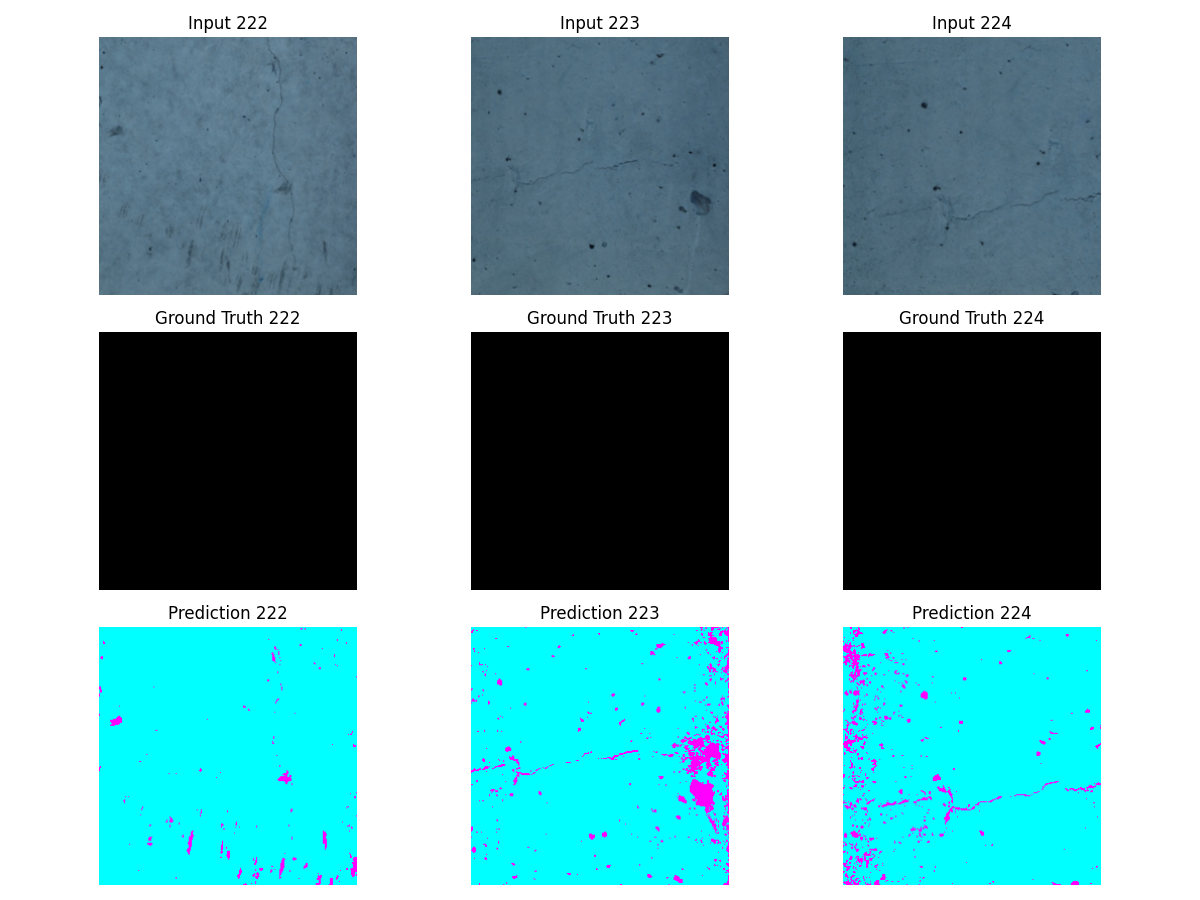 Input 222
Input 223
Input 224
Ground Truth 222
Ground Truth 223
Ground Truth 224
Prediction 222
Prediction 223
Prediction 224